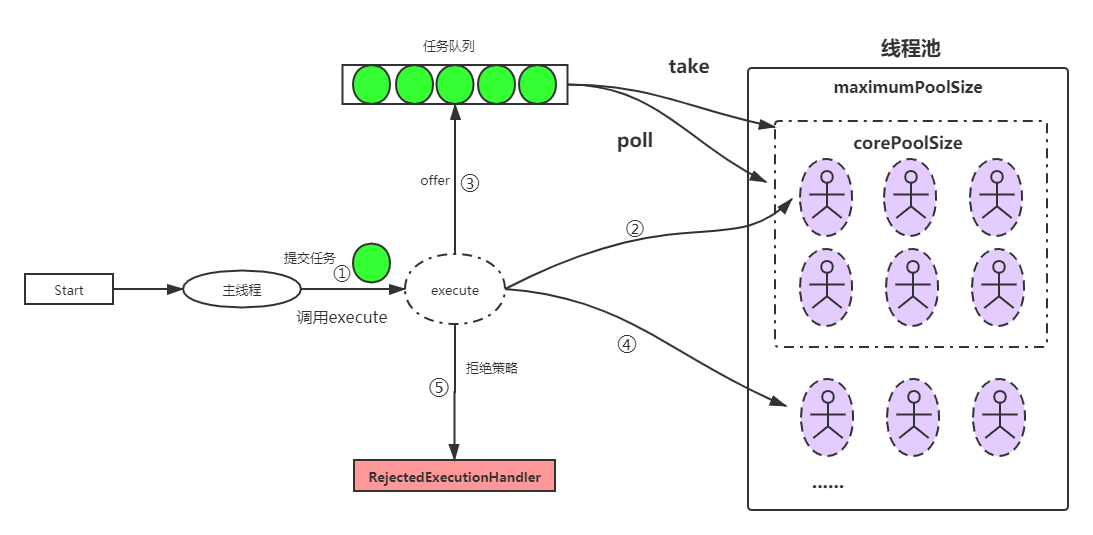 任务队列
线程池
take
maximumPoolSize
poll
corePoolSize
offer
③
②
提交任务
①
Start
主线程
execute
调用execute
④
拒绝策略
⑤
RejectedExecutionHandler
......